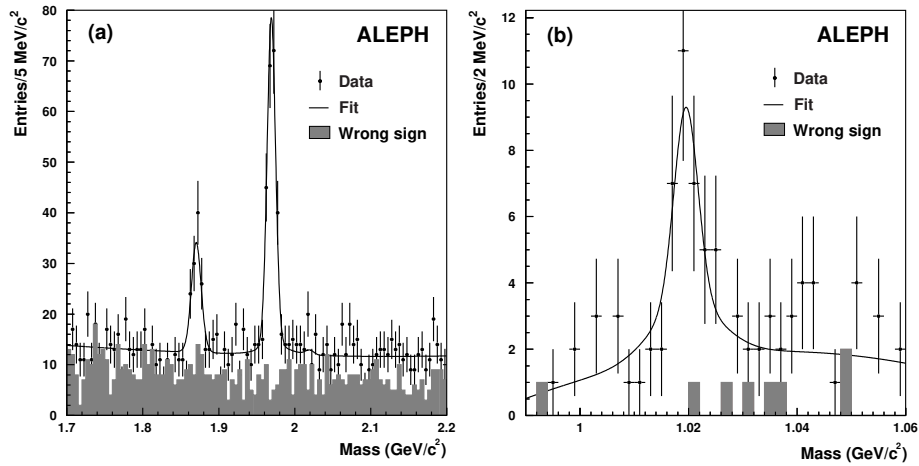 (a)
ALEPH
Data
Fit
Wrong sign
Entries/5 MeV/c²
80
70
60
50
40
30
20
10
0
1.7
1.8
1.9
2
2.1
2.2
Mass (GeV/c²)
(b)
ALEPH
Data
Fit
Wrong sign
Entries/2 MeV/c²
12
10
8
6
4
2
0
1
1.02
1.04
1.06
Mass (GeV/c²)